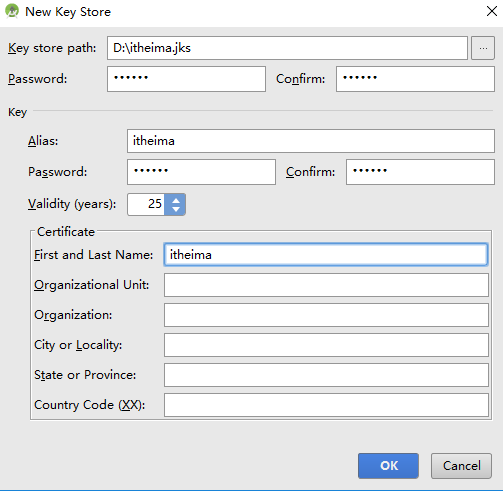 New Key Store
Key store path: D:\itheima.jks ...
Password: •••••• Confirm: ••••••
Key
Alias: itheima
Password: •••••• Confirm: ••••••
Validity (years): 25
Certificate
First and Last Name: itheima
Organizational Unit:
Organization:
City or Locality:
State or Province:
Country Code (XX):
OK Cancel